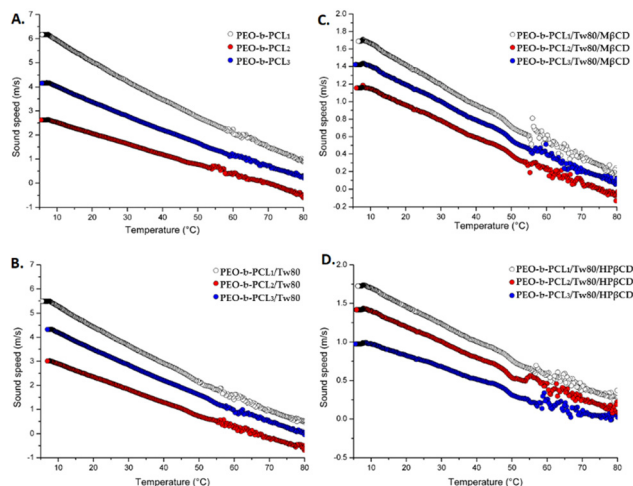 A.
PEO-b-PCL₁
PEO-b-PCL₂
PEO-b-PCL₃
Sound speed (m/s)
7
6
5
4
3
2
1
0
-1
10 20 30 40 50 60 70 80
Temperature (°C)
B.
PEO-b-PCL₁/Tw80
PEO-b-PCL₂/Tw80
PEO-b-PCL₃/Tw80
Sound speed (m/s)
8
7
6
5
4
3
2
1
0
-1
10 20 30 40 50 60 70 80
Temperature (°C)
C.
PEO-b-PCL₁/Tw80/MβCD
PEO-b-PCL₂/Tw80/MβCD
PEO-b-PCL₃/Tw80/MβCD
Sound speed (m/s)
2.0
1.8
1.6
1.4
1.2
1.0
0.8
0.6
0.4
0.2
0.0
-0.2
10 20 30 40 50 60 70 80
Temperature (°C)
D.
PEO-b-PCL₁/Tw80/HPβCD
PEO-b-PCL₂/Tw80/HPβCD
PEO-b-PCL₃/Tw80/HPβCD
Sound speed (m/s)
2.0
1.5
1.0
0.5
0.0
-0.5
10 20 30 40 50 60 70 80
Temperature (°C)